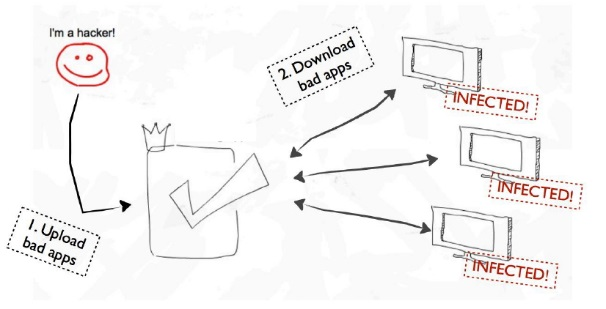 I'm a hacker!
2. Download
bad apps
INFECTED!
INFECTED!
1. Upload
bad apps
INFECTED!